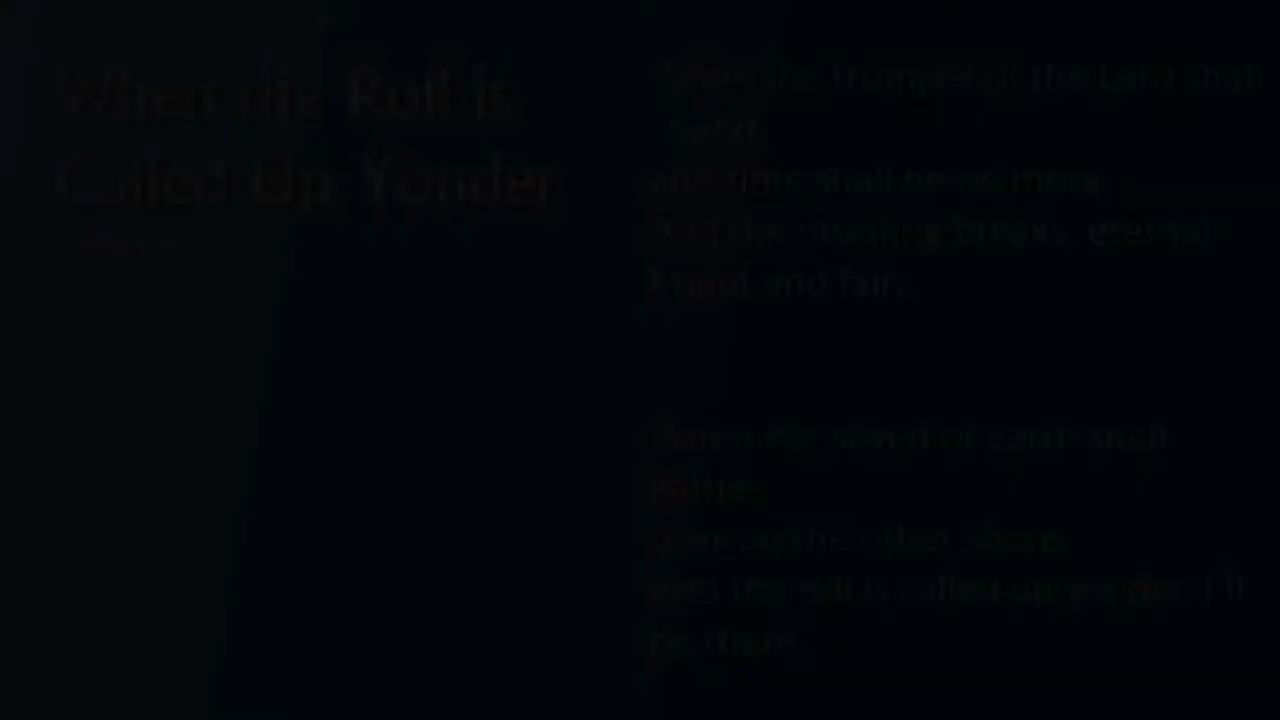 When the Roll is
Called Up Yonder
When the trumpet of the Lord shall
sound
and time shall be no more
and the morning breaks, eternal
bright and fair.
When the saved of earth shall
gather
over on the other shore,
and the roll is called up yonder, I'll
be there.